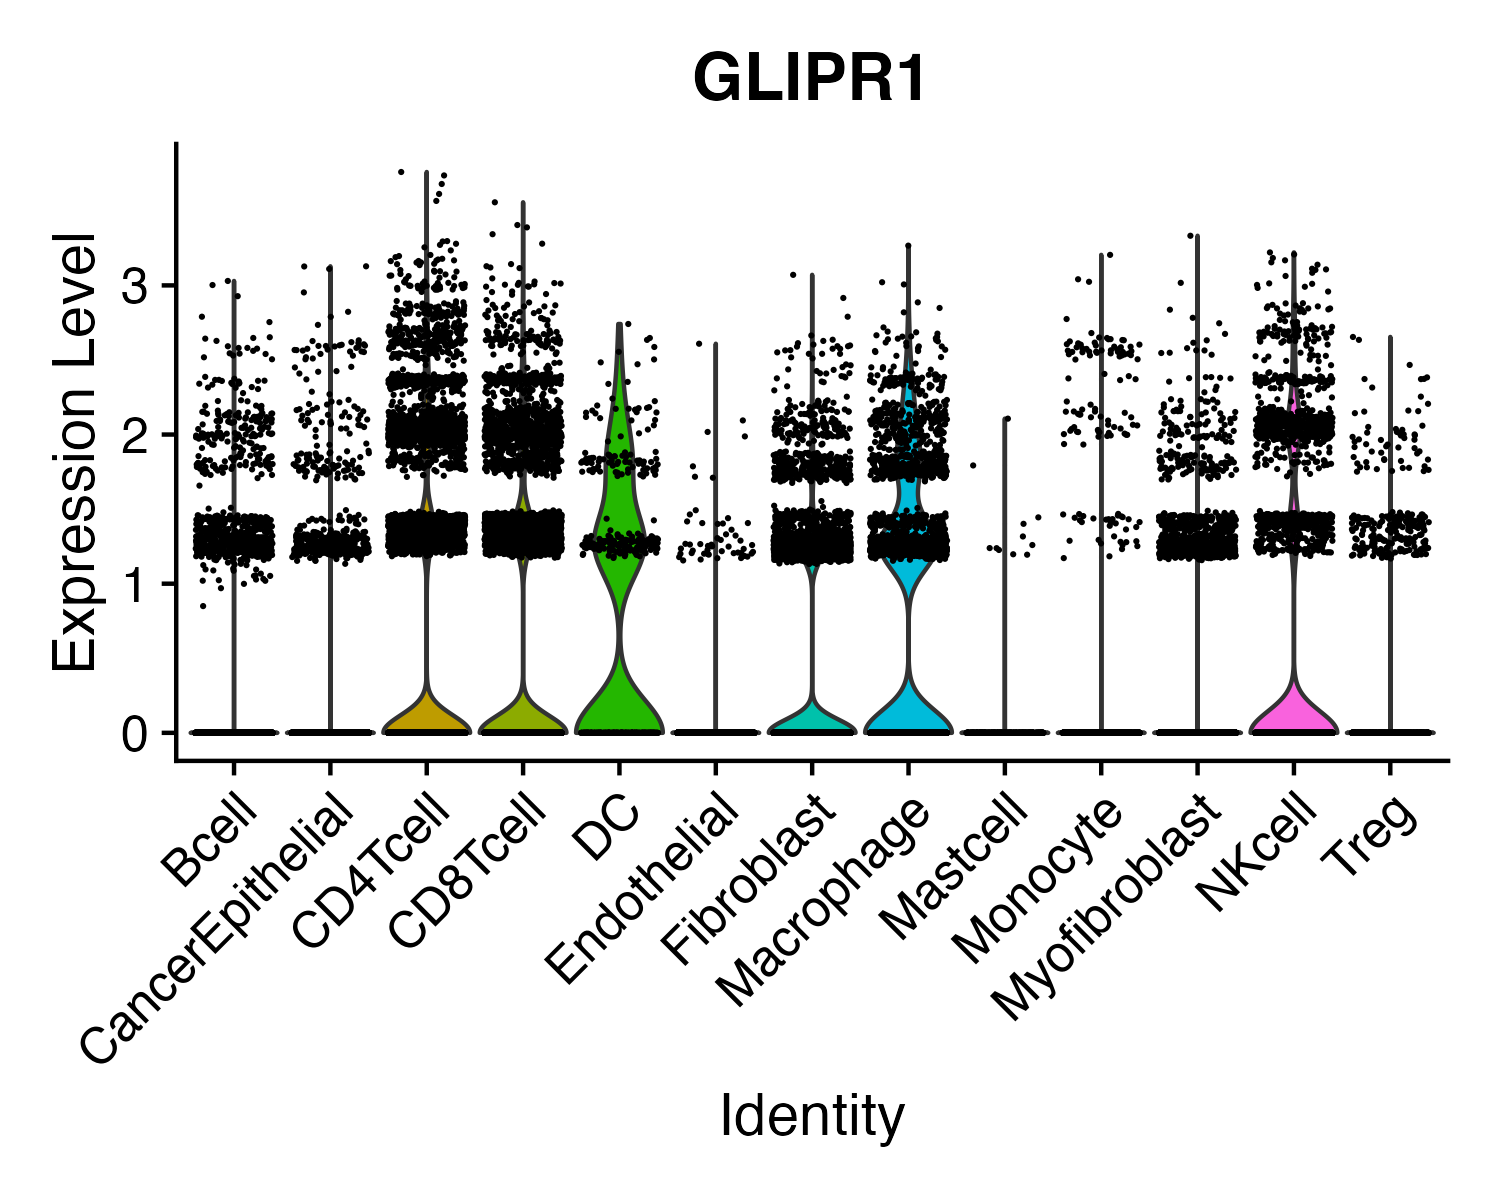 GLIPR1
Expression Level
3
2
1
0
Bcell
CancerEpithelial
CD4Tcell
CD8Tcell
DC
Endothelial
Fibroblast
Macrophage
Mastcell
Monocyte
Myofibroblast
NKcell
Treg
Identity